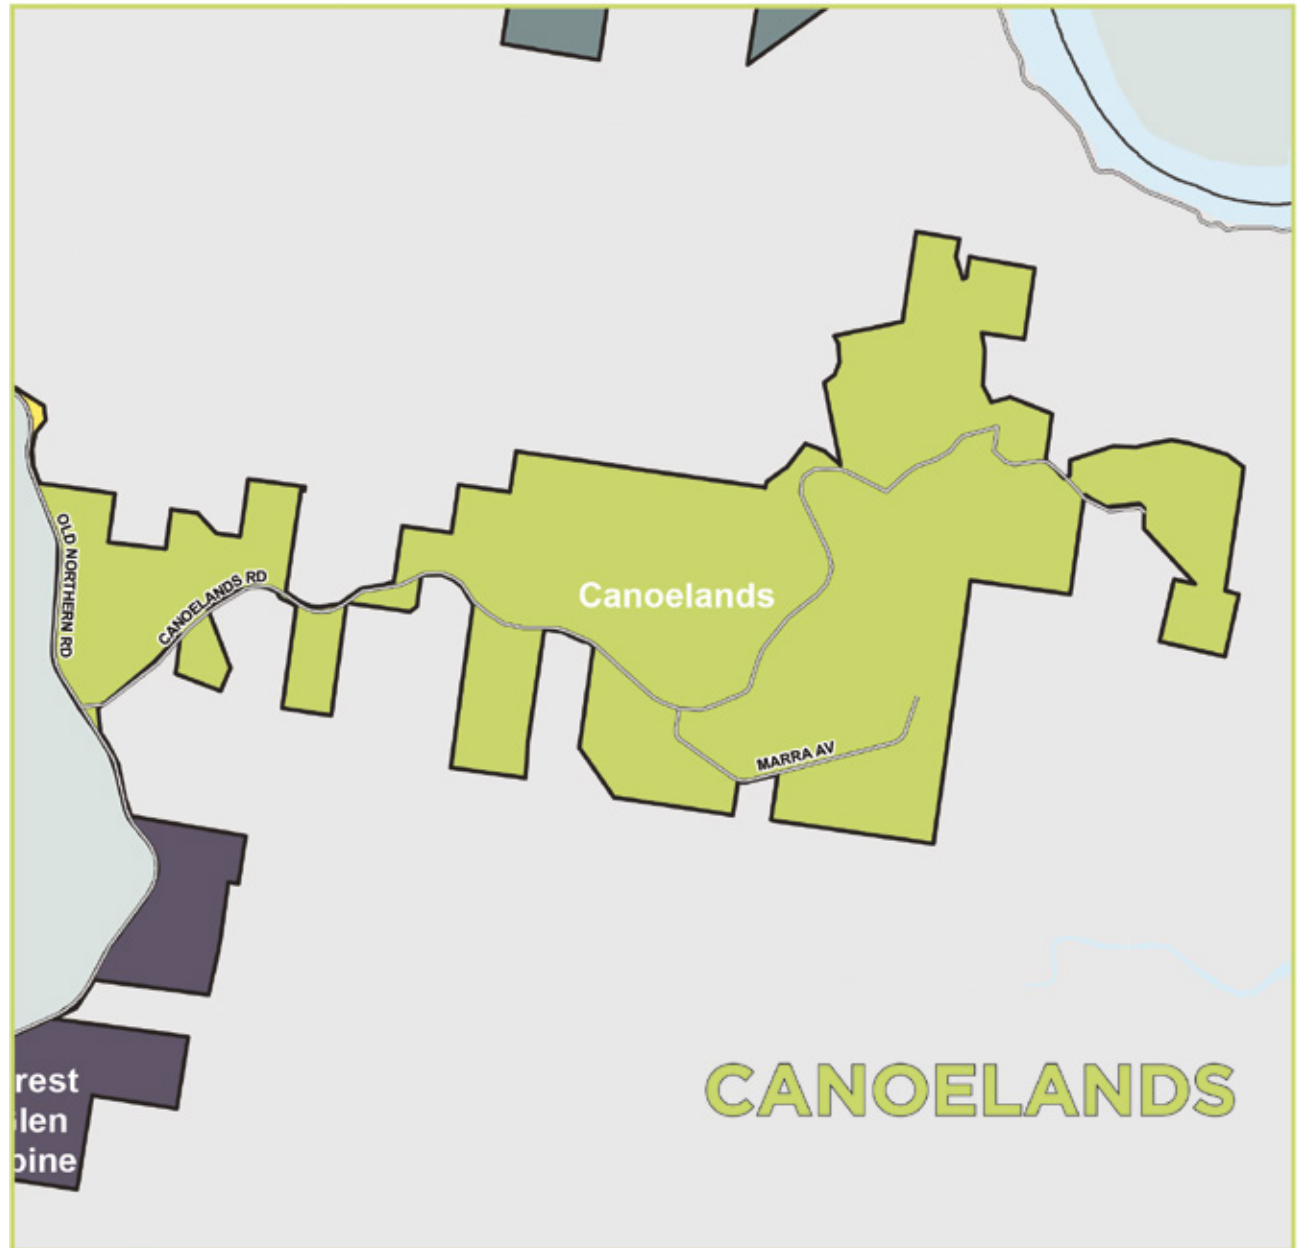 OLD NORTHERN RD
CANOELANDS RD
Canoelands
MARRA AV
rest
len
pine
CANOELANDS